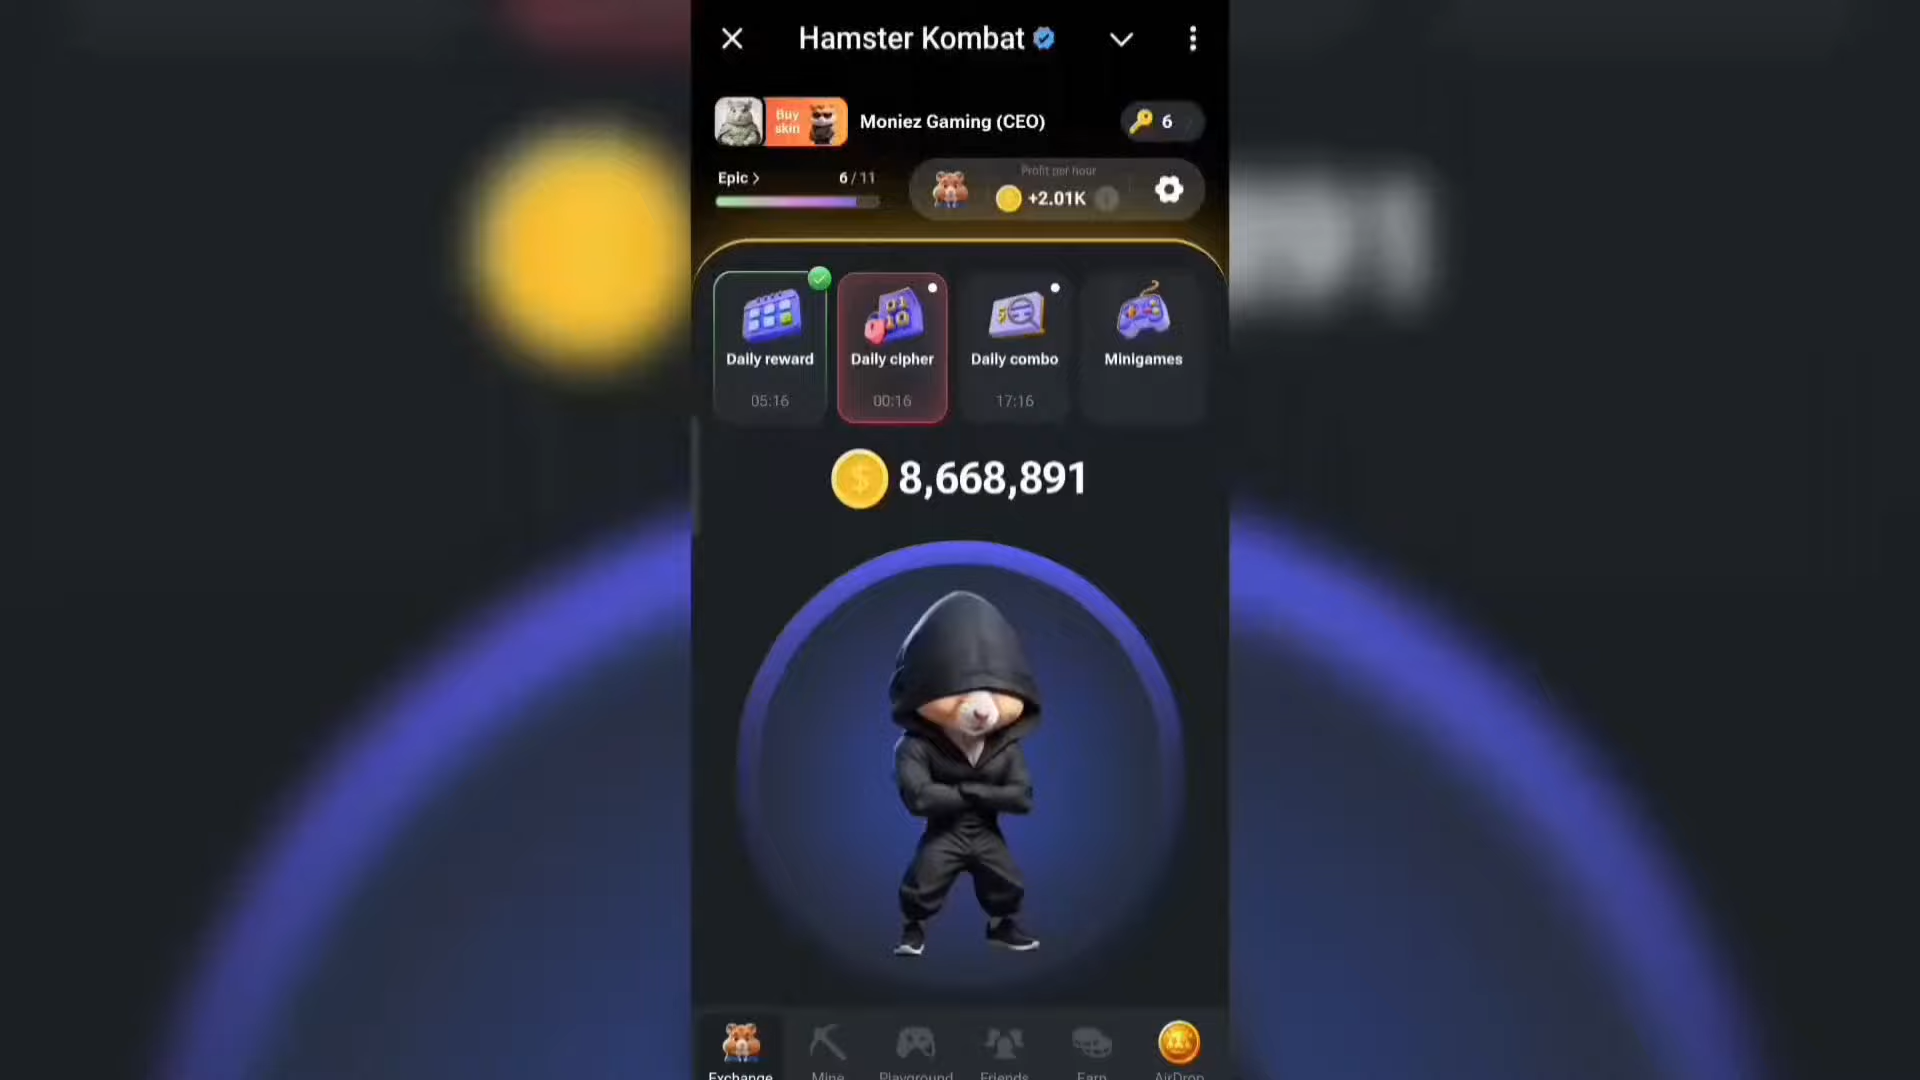 Hamster Kombat
Buy skin
Moniez Gaming (CEO)
6
Epic >
6/11
Profit per hour
+2.01K
Daily reward
05:16
Daily cipher
00:16
Daily combo
17:16
Minigames
8,668,891
Exchange
Mine
Playground
Friends
Earn
AirDrop